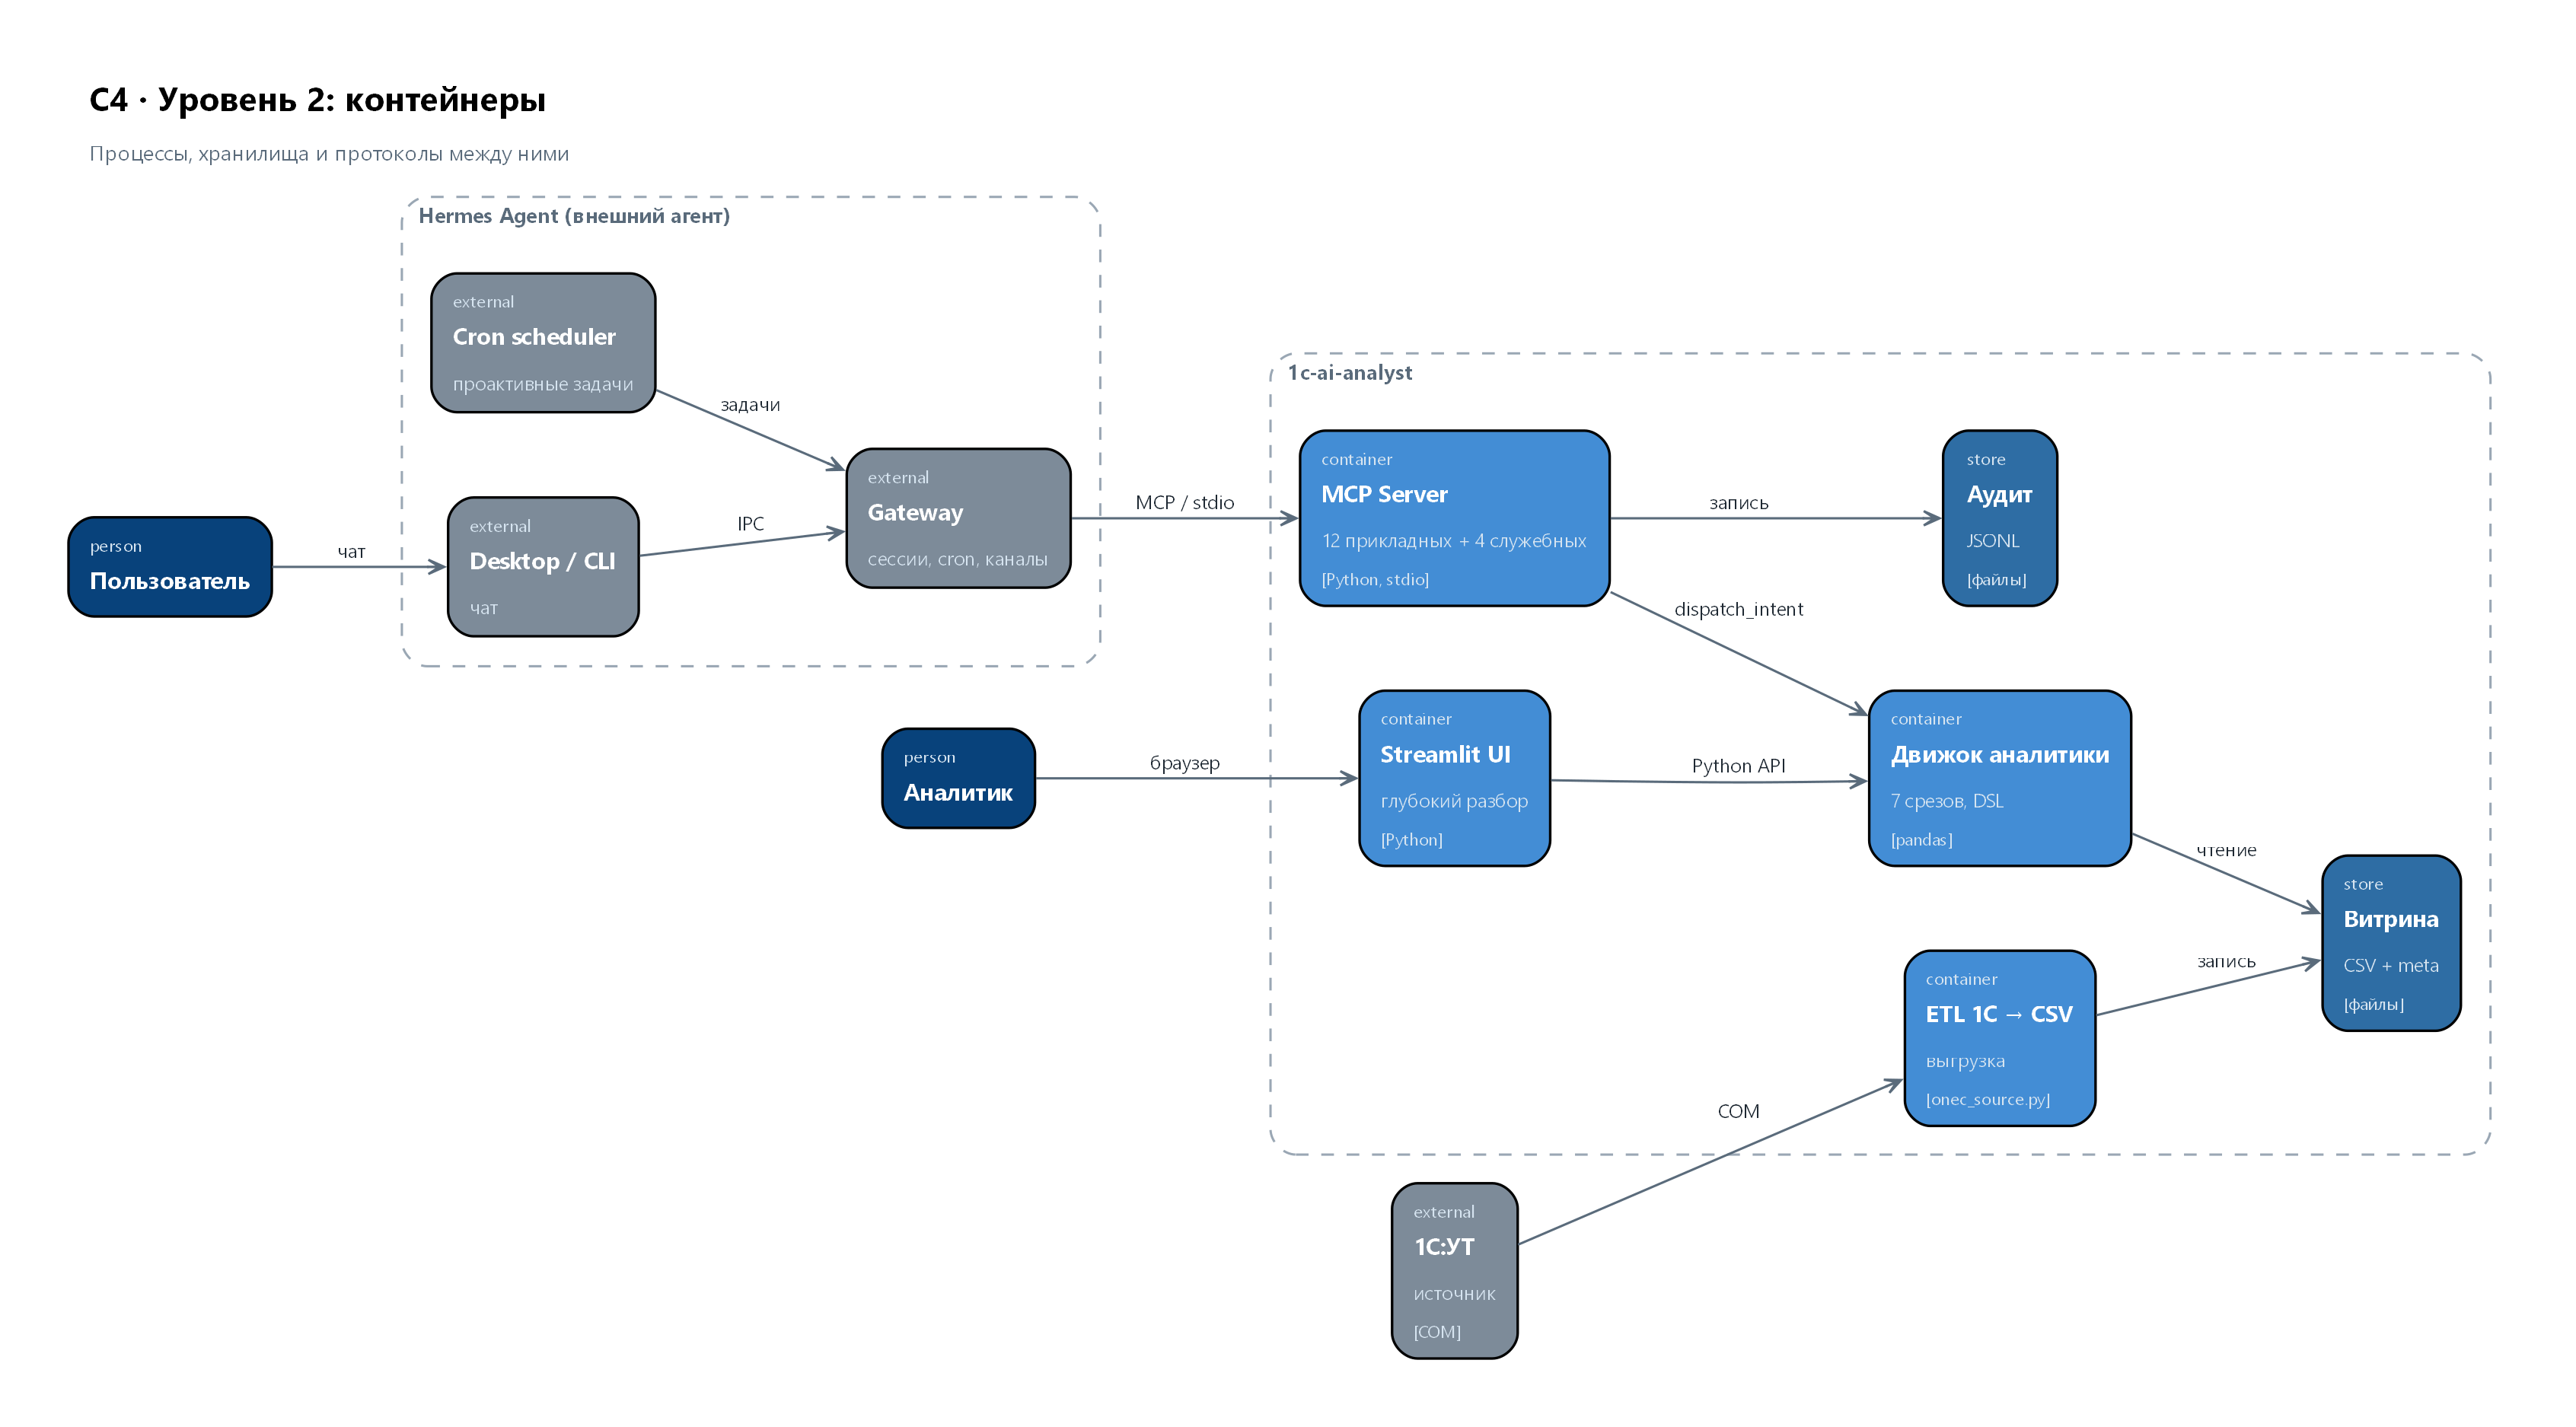 C4 · Уровень 2: контейнеры
Процессы, хранилища и протоколы между ними
Hermes Agent (внешний агент)
external
Cron scheduler
проактивные задачи
задачи
person
Пользователь
чат
external
Desktop / CLI
чат
IPC
external
Gateway
сессии, cron, каналы
MCP / stdio
1c-ai-analyst
container
MCP Server
12 прикладных + 4 служебных
[Python, stdio]
запись
store
Аудит
JSONL
[файлы]
dispatch_intent
person
Аналитик
браузер
container
Streamlit UI
глубокий разбор
[Python]
Python API
container
Движок аналитики
7 срезов, DSL
[pandas]
чтение
store
Витрина
CSV + meta
[файлы]
запись
container
ETL 1С → CSV
выгрузка
[onec_source.py]
COM
external
1С:УТ
источник
[COM]